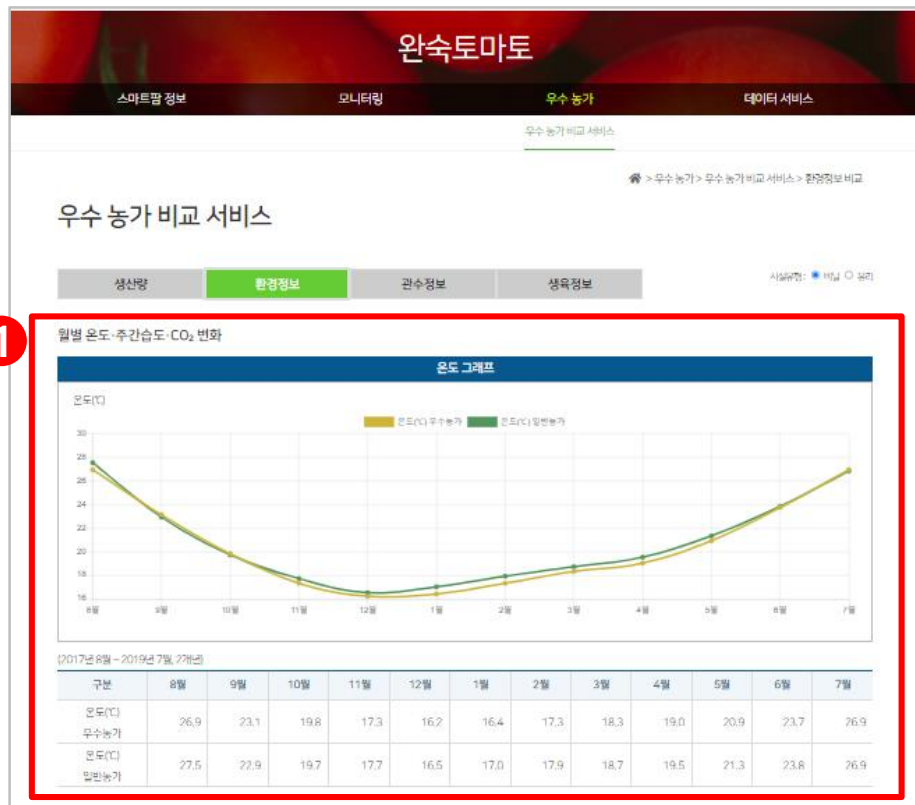 완숙토마토
스마트팜 정보 모니터링 우수 농가 데이터 서비스
우수 농가 비교 서비스
> 우수 농가 > 우수 농가 비교 서비스 > 환경정보 비교
우수 농가 비교 서비스
생산량 환경정보 관수정보 생육정보 시설유형: 비닐 유리
1
월별 온도·주간습도·CO₂ 변화
온도 그래프
온도(℃)
온도(℃) 우수농가 온도(℃) 일반농가
30
28
26
24
22
20
18
16
8월 9월 10월 11월 12월 1월 2월 3월 4월 5월 6월 7월
(2017년 8월 ~ 2019년 7월, 2개년)
구분 8월 9월 10월 11월 12월 1월 2월 3월 4월 5월 6월 7월
온도(℃)
우수농가 26.9 23.1 19.8 17.3 16.2 16.4 17.3 18.3 19.0 20.9 23.7 26.9
온도(℃)
일반농가 27.5 22.9 19.7 17.7 16.5 17.0 17.9 18.7 19.5 21.3 23.8 26.9